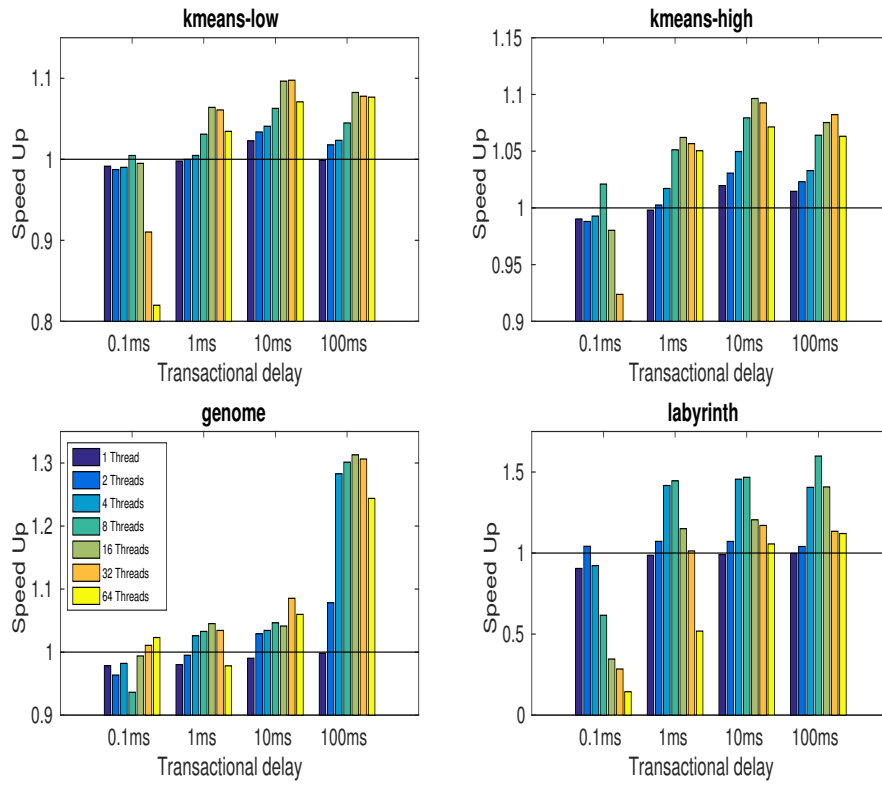 kmeans-low
1.1
1
0.9
0.8
Speed Up
0.1ms 1ms 10ms 100ms
Transactional delay
kmeans-high
1.15
1.1
1.05
1
0.95
0.9
Speed Up
0.1ms 1ms 10ms 100ms
Transactional delay
genome
1.3
1.2
1.1
1
0.9
Speed Up
1 Thread
2 Threads
4 Threads
8 Threads
16 Threads
32 Threads
64 Threads
0.1ms 1ms 10ms 100ms
Transactional delay
labyrinth
1.5
1
0.5
0
Speed Up
0.1ms 1ms 10ms 100ms
Transactional delay